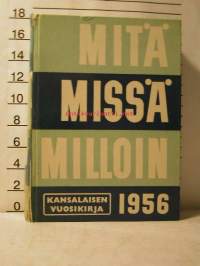 MITÄ
MISSÄ
MILLOIN
KANSALAISEN
VUOSIKIRJA
1956
18
16
14
12
10
8
6
4
2
0